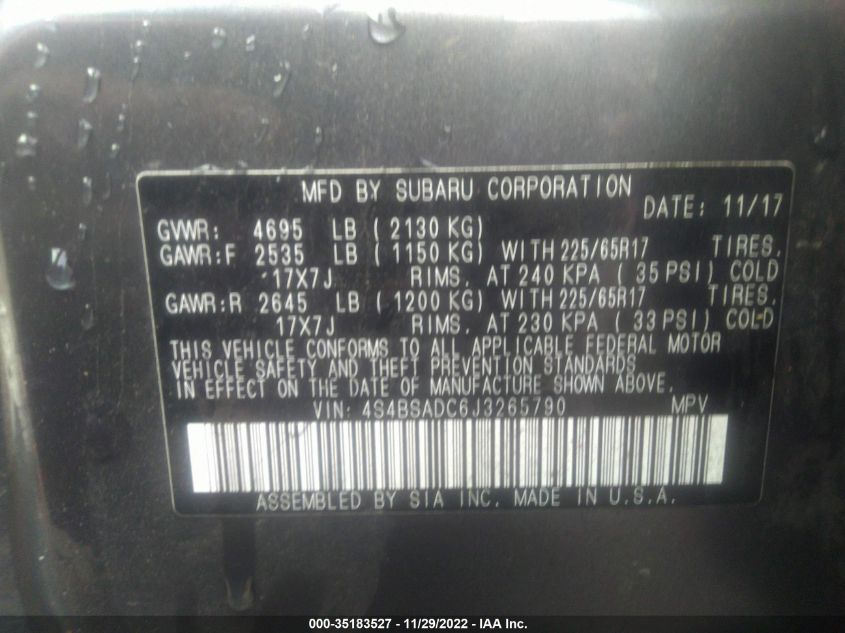 MFD BY SUBARU CORPORATION DATE: 11/17
GVWR: 4695 LB ( 2130 KG)
GAWR:F 2535 LB ( 1150 KG) WITH 225/65R17 TIRES,
17X7J RIMS, AT 240 KPA ( 35 PSI) COLD
GAWR:R 2645 LB ( 1200 KG) WITH 225/65R17 TIRES,
17X7J RIMS, AT 230 KPA ( 33 PSI) COLD
THIS VEHICLE CONFORMS TO ALL APPLICABLE FEDERAL MOTOR
VEHICLE SAFETY AND THEFT PREVENTION STANDARDS
IN EFFECT ON THE DATE OF MANUFACTURE SHOWN ABOVE,
VIN: 4S4BSADC6J3265790 MPV
ASSEMBLED BY SIA INC. MADE IN U.S.A.
000-35183527 - 11/29/2022 - IAA Inc.